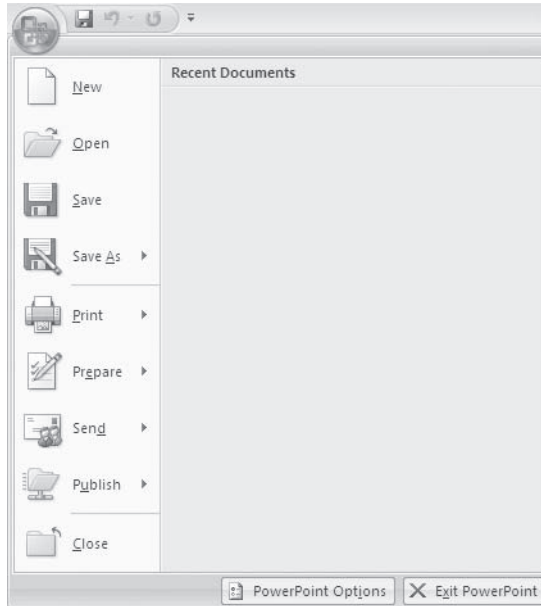 Recent Documents
New
Open
Save
Save As
Print
Prepare
Send
Publish
Close
PowerPoint Options
Exit PowerPoint